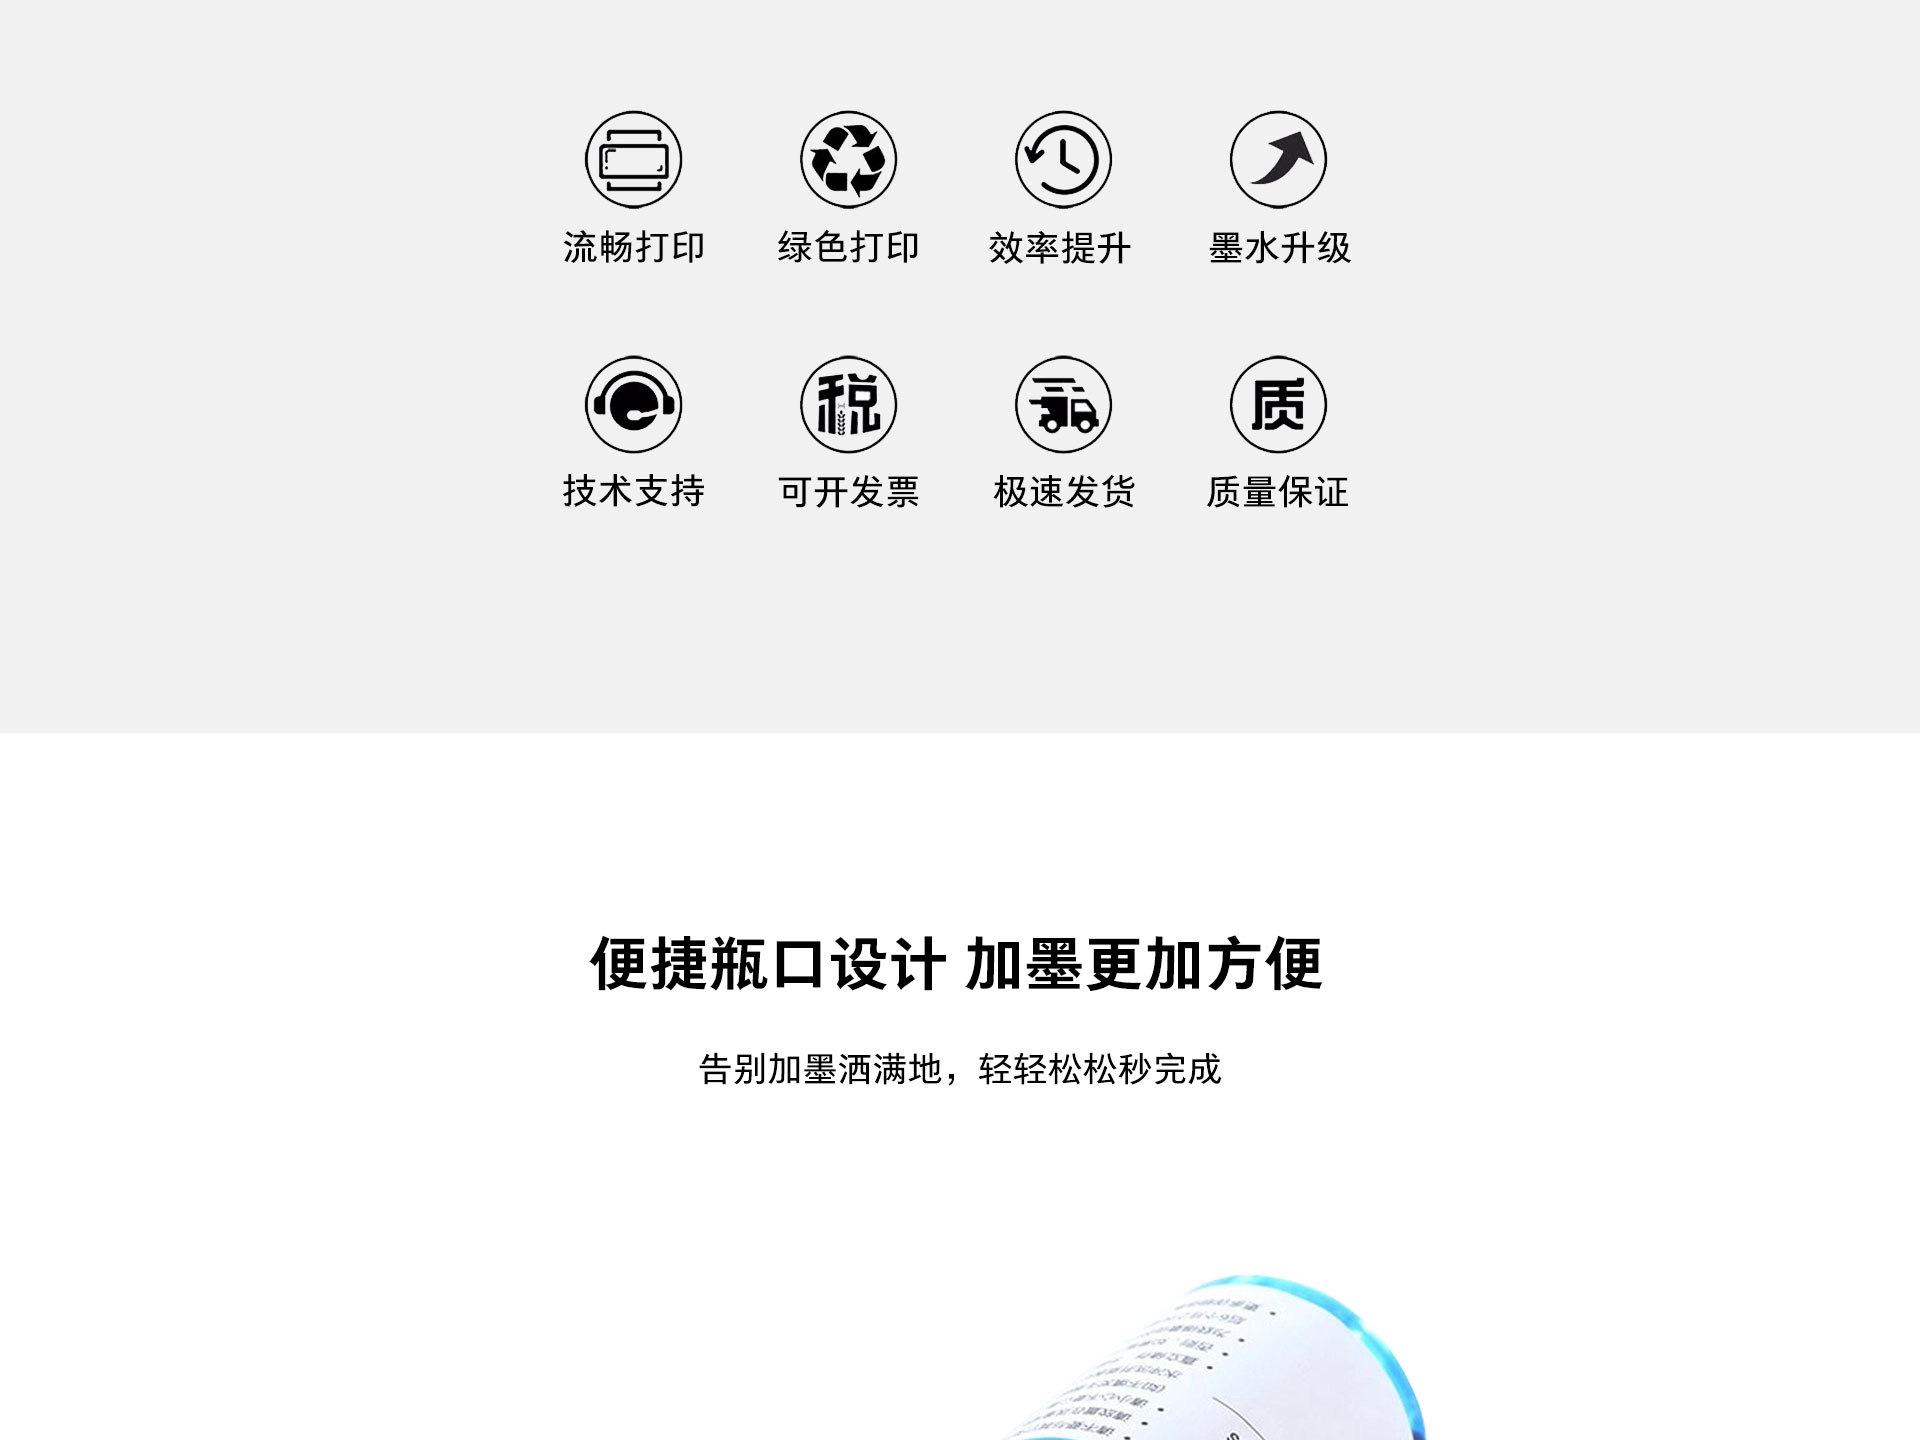 流畅打印 绿色打印 效率提升 墨水升级
税 质
技术支持 可开发票 极速发货 质量保证
便捷瓶口设计 加墨更加方便
告别加墨洒满地，轻轻松松秒完成